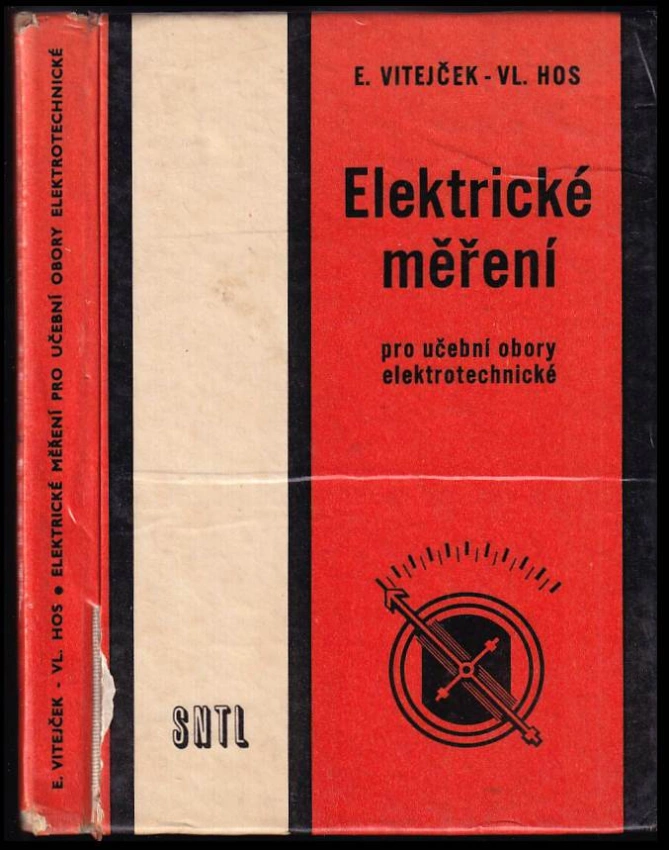 E. VITEJČEK - VL. HOS • ELEKTRICKÉ MĚŘENÍ PRO UČEBNÍ OBORY ELEKTROTECHNICKÉ
E. VITEJČEK - VL. HOS
Elektrické
měření
pro učební obory
elektrotechnické
SNTL